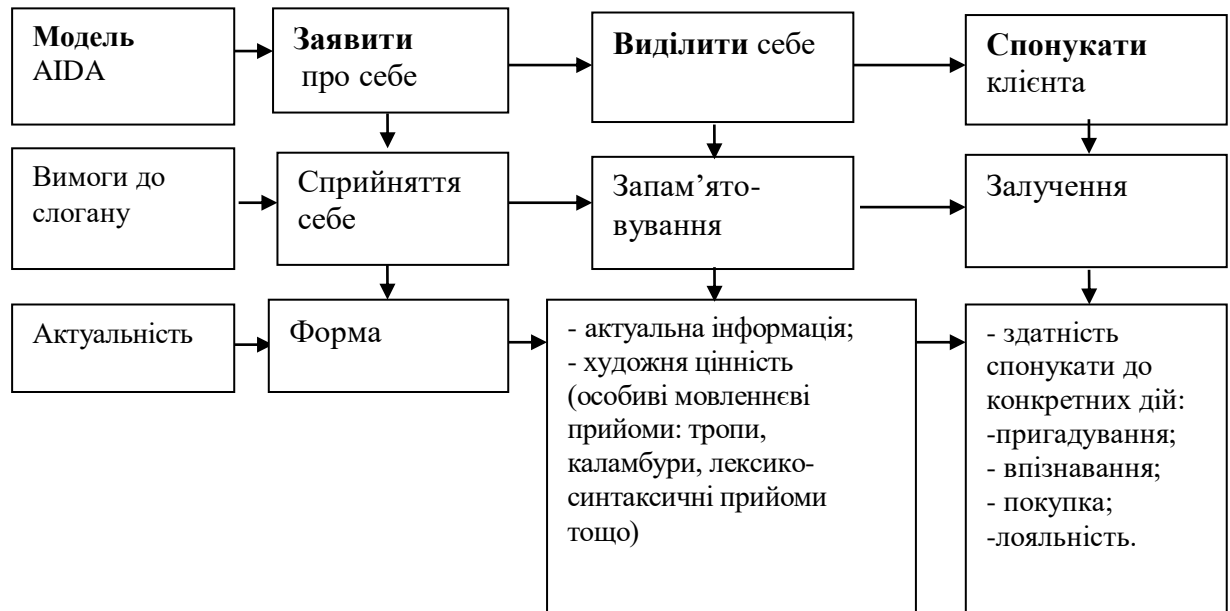 Модель
AIDA
Заявити
про себе
Виділити себе
Спонукати
клієнта
Вимоги до
слогану
Сприйняття
себе
Запам’ято-
вування
Залучення
Актуальність
Форма
- актуальна інформація;
- художня цінність
(особиві мовленнєві
прийоми: тропи,
каламбури, лексико-
синтаксичні прийоми
тощо)
- здатність
спонукати до
конкретних дій:
-пригадування;
- впізнавання;
- покупка;
-лояльність.